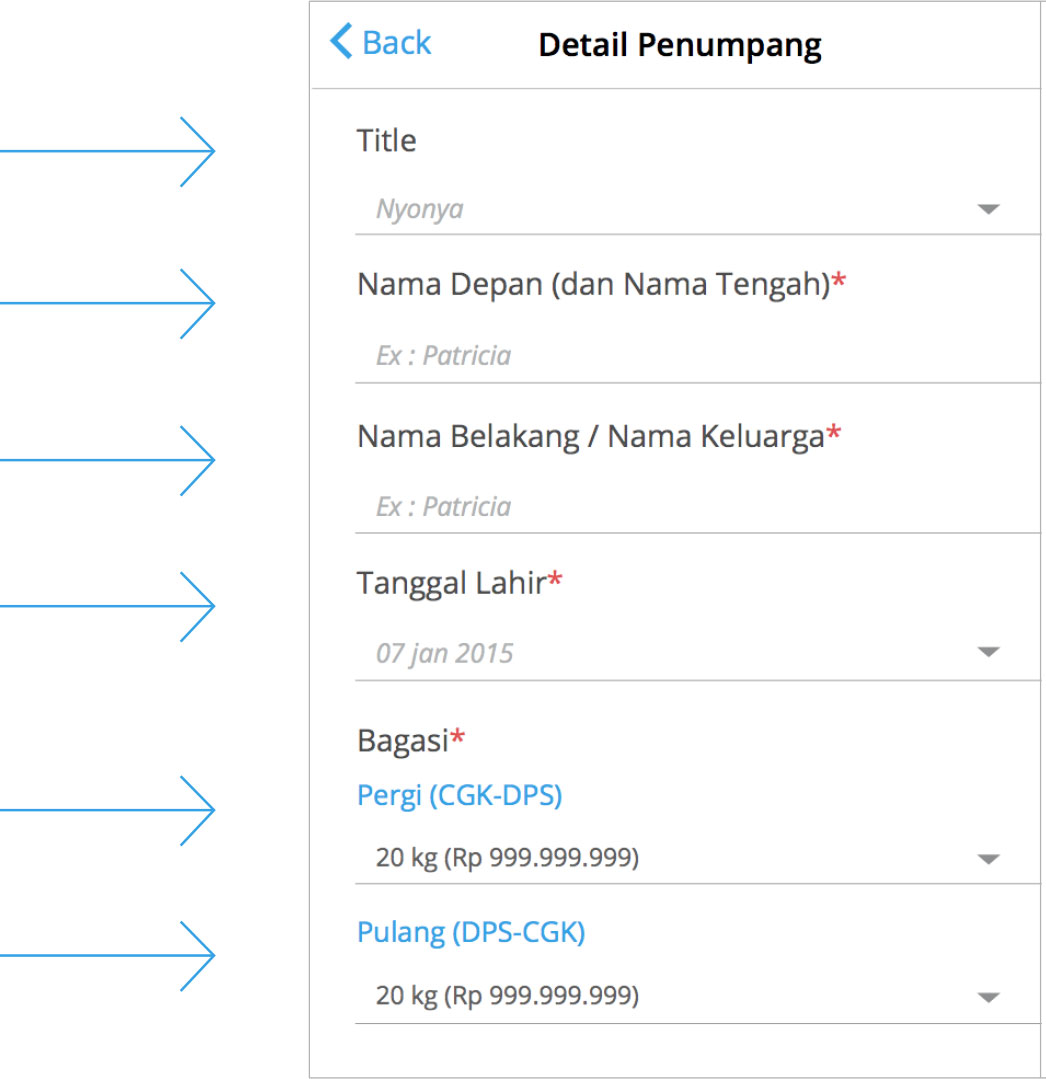 Back
Detail Penumpang
Title
Nyonya
Nama Depan (dan Nama Tengah)*
Ex : Patricia
Nama Belakang / Nama Keluarga*
Ex : Patricia
Tanggal Lahir*
07 jan 2015
Bagasi*
Pergi (CGK-DPS)
20 kg (Rp 999.999.999)
Pulang (DPS-CGK)
20 kg (Rp 999.999.999)